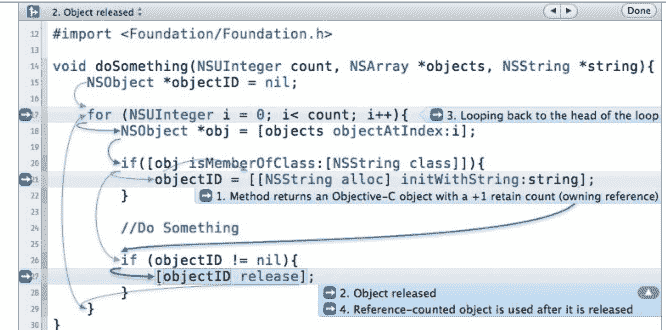 2. Object released
Done
12 #import <Foundation/Foundation.h>
13
14 void doSomething(NSUInteger count, NSArray *objects, NSString *string){
15 NSObject *objectID = nil;
16
17 for (NSUInteger i = 0; i< count; i++){ 3. Looping back to the head of the loop
18 NSObject *obj = [objects objectAtIndex:i];
19
20 if([obj isMemberOfClass:[NSString class]]){
21 objectID = [[NSString alloc] initWithString:string];
22 } 1. Method returns an Objective-C object with a +1 retain count (owning reference)
23
24 //Do Something
25
26 if (objectID != nil){
27 [objectID release];
28 } 2. Object released
29 } 4. Reference-counted object is used after it is released
30 }